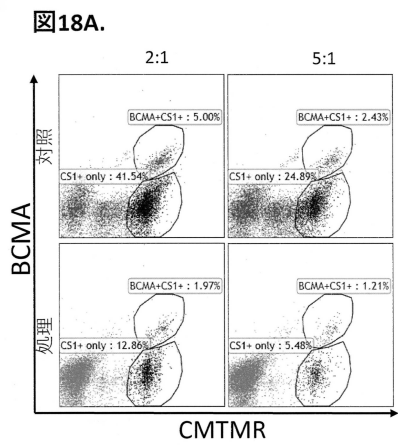 図18A.
2:1
5:1
BCMA
対照
BCMA+CS1+ : 5.00%
CS1+ only : 41.54%
BCMA+CS1+ : 2.43%
CS1+ only : 24.89%
処理
BCMA+CS1+ : 1.97%
CS1+ only : 12.86%
BCMA+CS1+ : 1.21%
CS1+ only : 5.48%
CMTMR